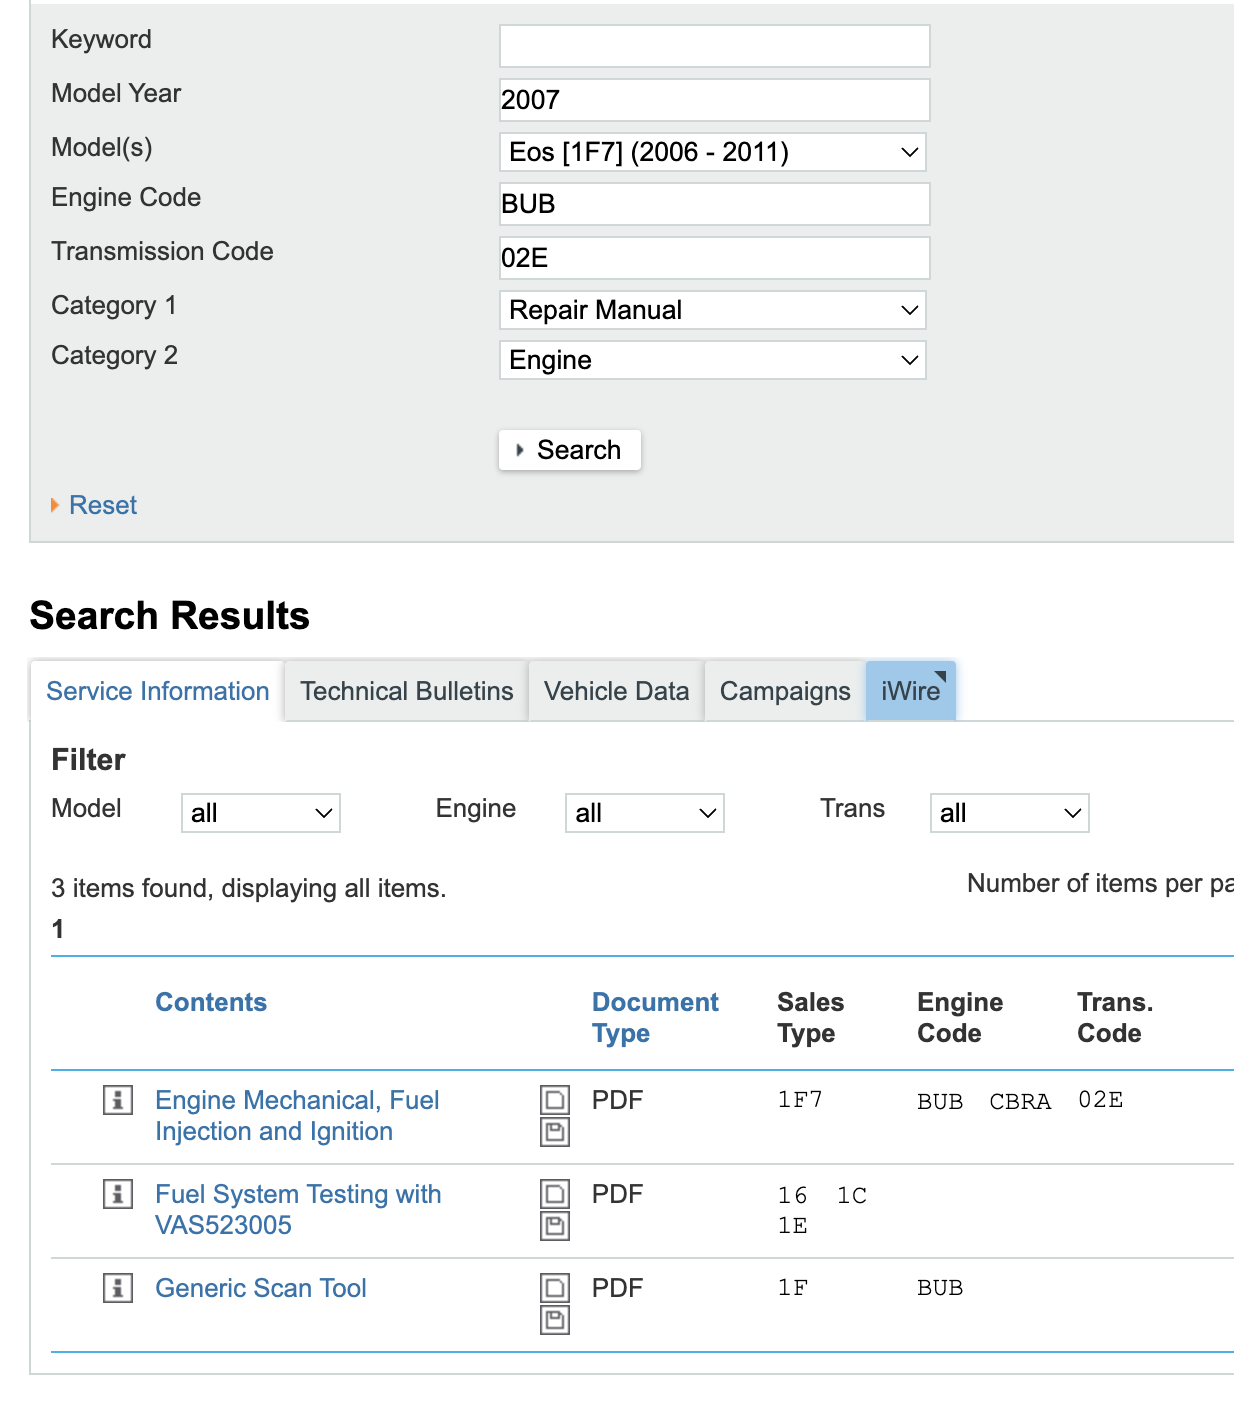 Keyword
Model Year 2007
Model(s) Eos [1F7] (2006 - 2011)
Engine Code BUB
Transmission Code 02E
Category 1 Repair Manual
Category 2 Engine
Search
Reset
Search Results
Service Information Technical Bulletins Vehicle Data Campaigns iWire
Filter
Model all Engine all Trans all
3 items found, displaying all items. Number of items per pa
1
Contents Document Sales Engine Trans.
Type Type Code Code
Engine Mechanical, Fuel PDF 1F7 BUB CBRA 02E
Injection and Ignition
Fuel System Testing with PDF 16 1C
VAS523005 1E
Generic Scan Tool PDF 1F BUB